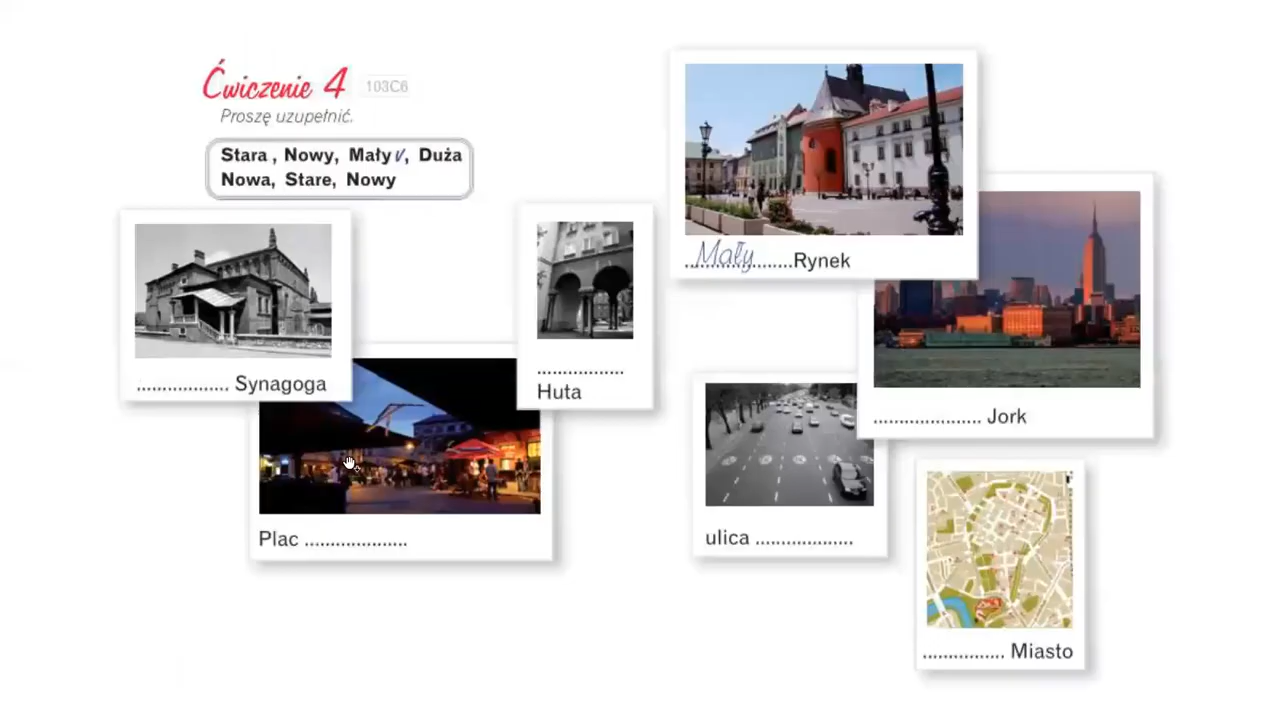 Ćwiczenie 4 103C6
Proszę uzupełnić.
Stara , Nowy, Mały√, Duża
Nowa, Stare, Nowy
Mały...............Rynek
................. Synagoga
................ Huta
..................... Jork
Plac ....................
ulica ...................
................ Miasto